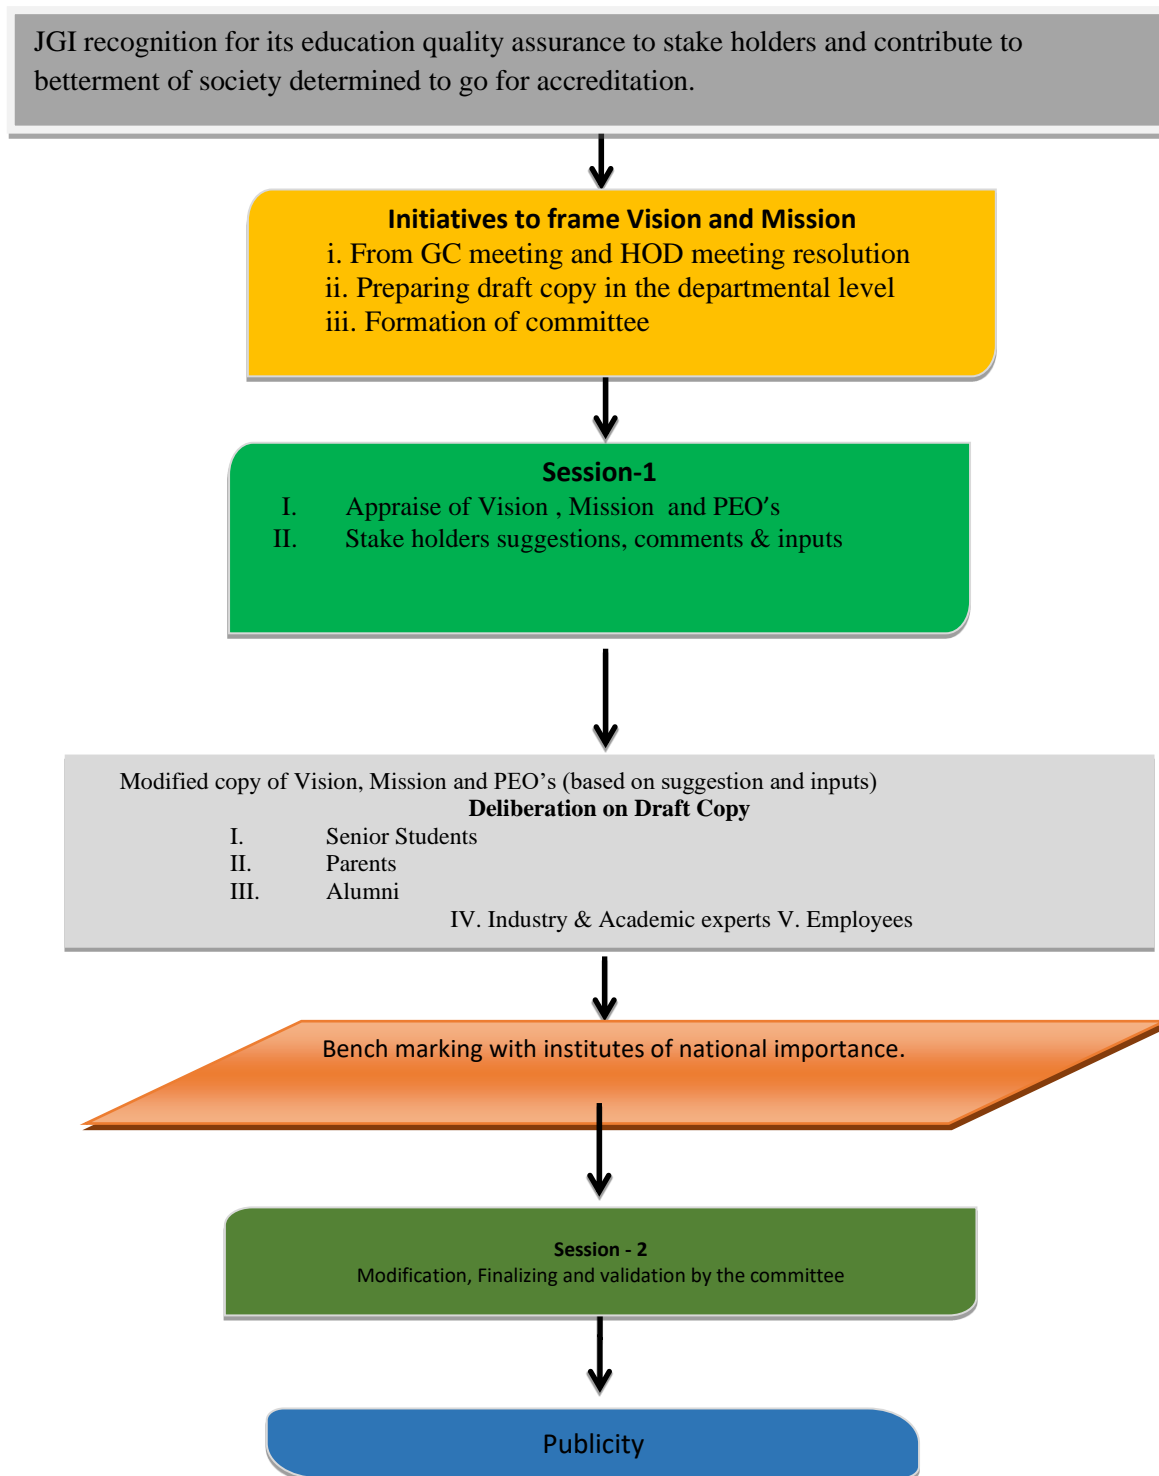 JGI recognition for its education quality assurance to stake holders and contribute to
betterment of society determined to go for accreditation.
Initiatives to frame Vision and Mission
i. From GC meeting and HOD meeting resolution
ii. Preparing draft copy in the departmental level
iii. Formation of committee
Session-1
I. Appraise of Vision , Mission and PEO's
II. Stake holders suggestions, comments & inputs
Modified copy of Vision, Mission and PEO’s (based on suggestion and inputs)
Deliberation on Draft Copy
I. Senior Students
II. Parents
III. Alumni
IV. Industry & Academic experts V. Employees
Bench marking with institutes of national importance.
Session - 2
Modification, Finalizing and validation by the committee
Publicity